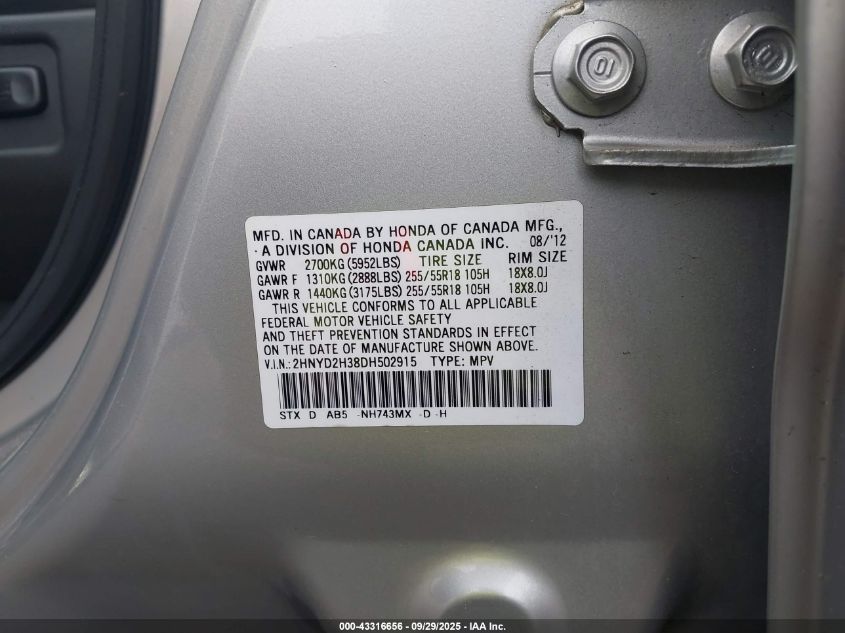 MFD. IN CANADA BY HONDA OF CANADA MFG.,
A DIVISION OF HONDA CANADA INC. 08/'12
GVWR 2700KG (5952LBS) TIRE SIZE RIM SIZE
GAWR F 1310KG (2888LBS) 255/55R18 105H 18X8.0J
GAWR R 1440KG (3175LBS) 255/55R18 105H 18X8.0J
THIS VEHICLE CONFORMS TO ALL APPLICABLE
FEDERAL MOTOR VEHICLE SAFETY
AND THEFT PREVENTION STANDARDS IN EFFECT
ON THE DATE OF MANUFACTURE SHOWN ABOVE.
V.I.N.: 2HNYD2H38DH502915 TYPE: MPV
STX D AB5 -NH743MX -D -H
000-43316656 - 09/29/2025 - IAA Inc.